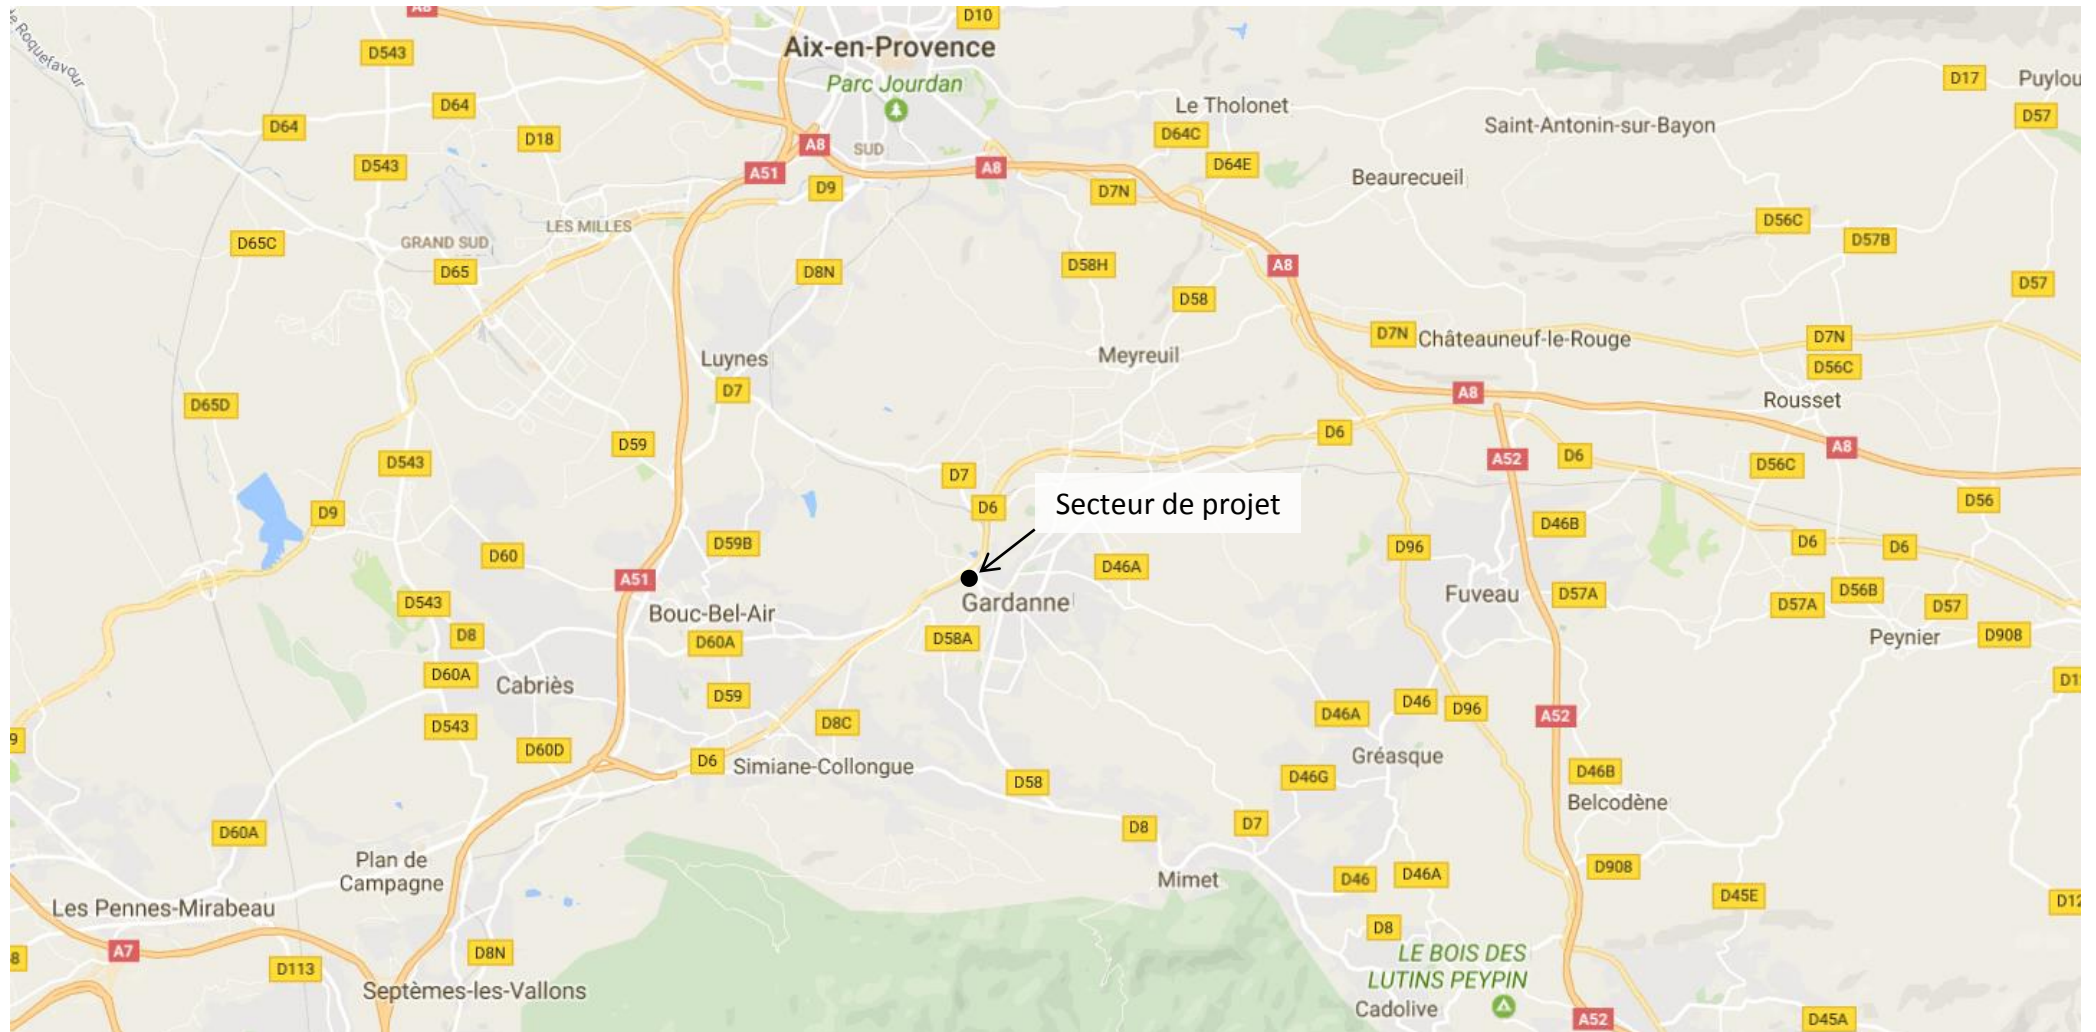 A8
D10
Aix-en-Provence
Roquefavour
D543
Parc Jourdan
D17
Puylou
D64
Le Tholonet
D57
D64
D18
D64C
Saint-Antonin-sur-Bayon
A8
SUD
D543
A51
A8
D64E
D9
D7N
Beaurecueil
LES MILLES
D56C
D65C
GRAND SUD
D57B
D65
D8N
D58H
A8
D57
D58
D7N
Châteauneuf-le-Rouge
D7N
Luynes
Meyreuil
D56C
D7
A8
Rousset
D65D
D59
D6
A8
D543
D7
A52
D6
D56C
D9
D6
Secteur de projet
D56
D46B
D60
D59B
D96
D6
D6
A51
D46A
D543
Bouc-Bel-Air
Gardanne
Fuveau
D57A
D57A
D56B
D57
D8
D60A
D58A
Peynier
D908
D60A
Cabriès
D59
D1
D543
D8C
D46A
D46
D96
A52
9
D60D
D6
Simiane-Collongue
Gréasque
D58
D46G
D46B
Belcodène
D60A
D8
D7
Plan de
Campagne
Mimet
D46
D46A
D908
D45E
Les Pennes-Mirabeau
D12
A7
D8
8
D113
D8N
LE BOIS DES
LUTINS PEYPIN
Septèmes-les-Vallons
Cadolive
A52
D45A